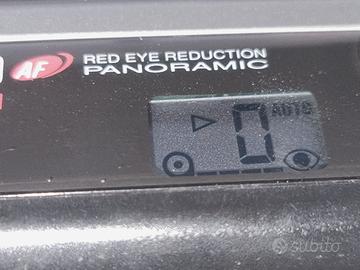 AF RED EYE REDUCTION
PANORAMIC
AUTO
0
subito